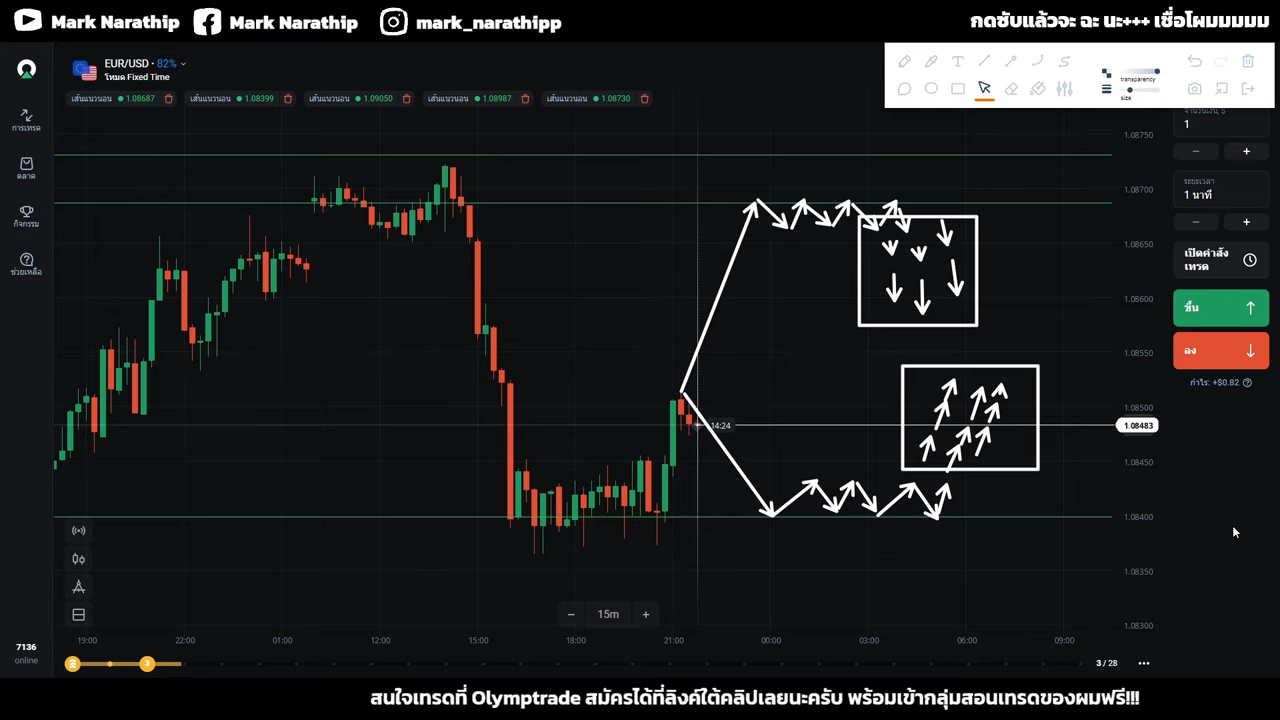 Mark Narathip Mark Narathip mark_narathipp กดซับแล้วจะ ฉะ นะ+++ เชื่อโผมมมมม
EUR/USD · 82%
โหมด Fixed Time
เส้นแนวนอน 1.08687 เส้นแนวนอน 1.08399 เส้นแนวนอน 1.09050 เส้นแนวนอน 1.08987 เส้นแนวนอน 1.08730
T
transparency
size
การเทรด
ตลาด
กิจกรรม
ช่วยเหลือ
จำนวนเงิน, $
1
− +
ระยะเวลา
1 นาที
− +
เปิดคำสั่ง
เทรด
ขึ้น
ลง
กำไร: +$0.82
1.08750
1.08700
1.08650
1.08600
1.08550
1.08500
1.08483
1.08450
1.08400
1.08350
1.08300
14:24
− 15m +
19:00 22:00 01:00 12:00 15:00 18:00 21:00 00:00 03:00 06:00 09:00
7136
online
3
3 / 28
สนใจเทรดที่ Olymptrade สมัครได้ที่ลิงค์ใต้คลิปเลยนะครับ พร้อมเข้ากลุ่มสอนเทรดของผมฟรี!!!